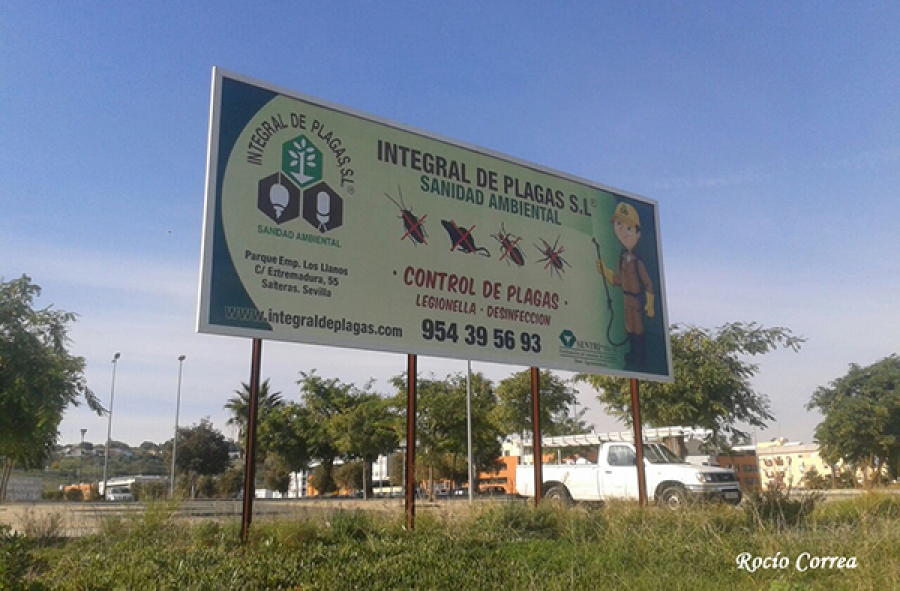 INTEGRAL DE PLAGAS, S.L®
SANIDAD AMBIENTAL
Parque Emp. Los Llanos
C/ Eztremadura, 55
Salteras. Sevilla
www.integraldeplagas.com
INTEGRAL DE PLAGAS S.L®
SANIDAD AMBIENTAL
· CONTROL DE PLAGAS ·
LEGIONELLA - DESINFECCION
954 39 56 93
Rocío Correa